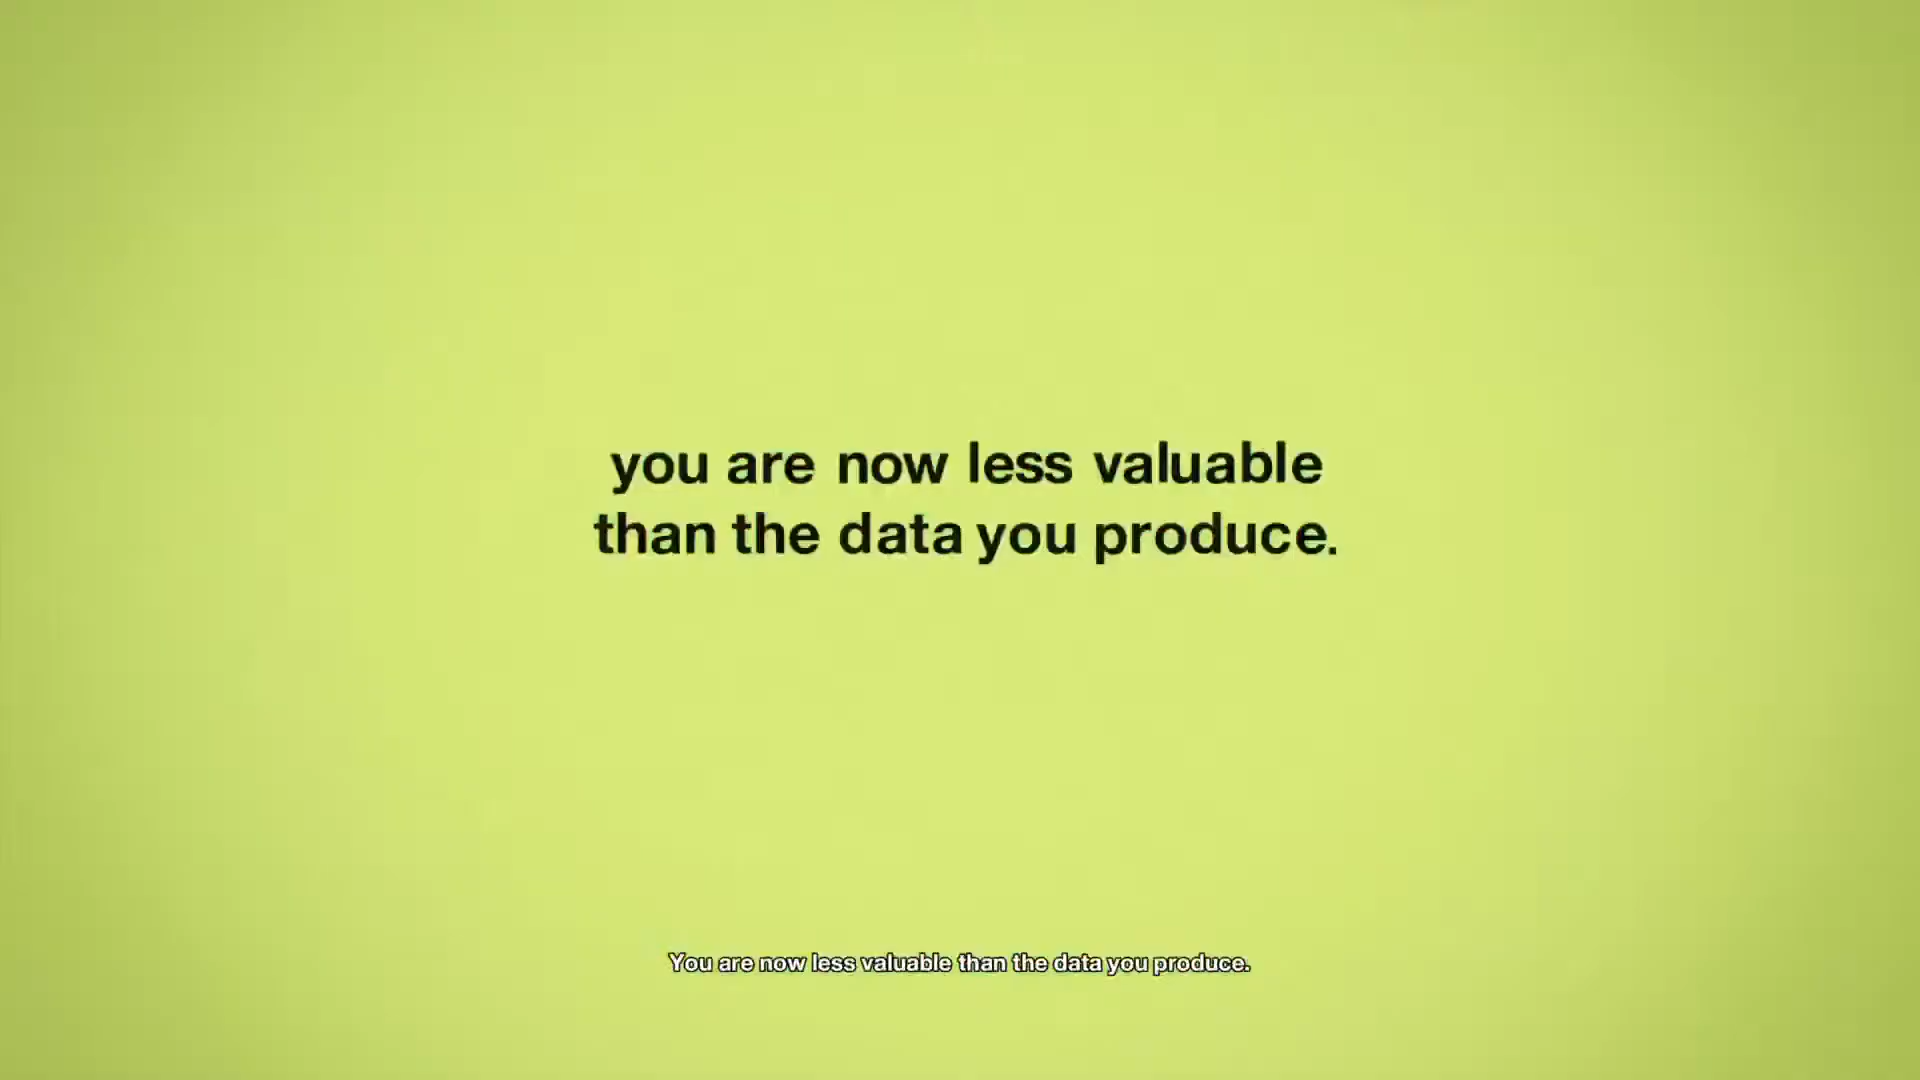 you are now less valuable
than the data you produce.
You are now less valuable than the data you produce.